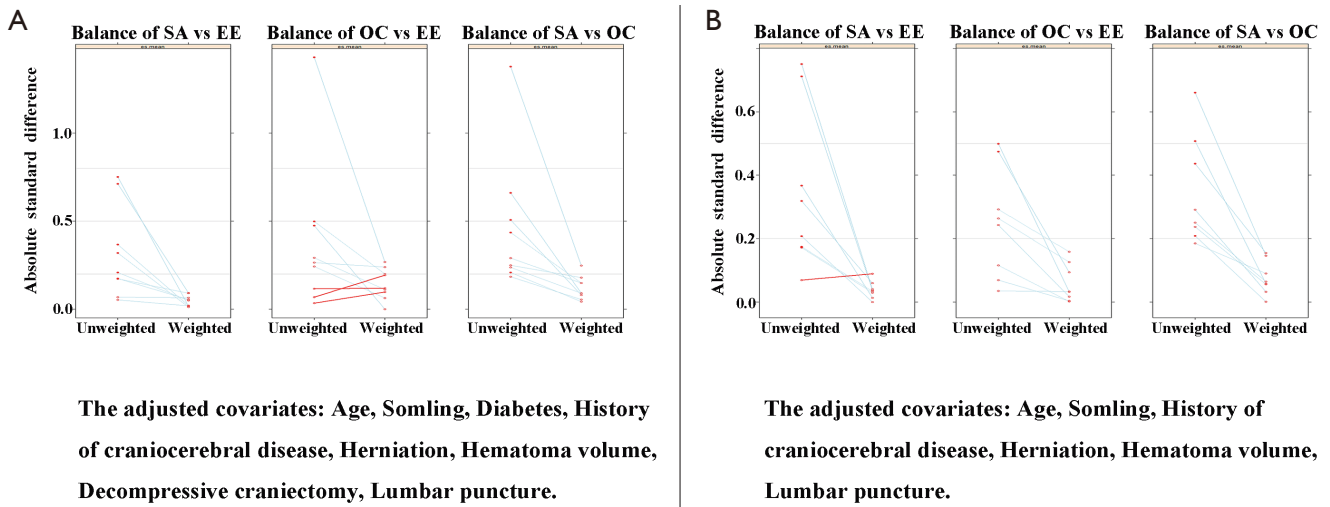 A
Balance of SA vs EE
Balance of OC vs EE
Balance of SA vs OC
es.mean
es.mean
es.mean
Absolute standard difference
1.0
0.5
0.0
Unweighted Weighted
Unweighted Weighted
Unweighted Weighted
The adjusted covariates: Age, Somling, Diabetes, History
of craniocerebral disease, Herniation, Hematoma volume,
Decompressive craniectomy, Lumbar puncture.
B
Balance of SA vs EE
Balance of OC vs EE
Balance of SA vs OC
es.mean
es.mean
es.mean
Absolute standard difference
0.6
0.4
0.2
0.0
Unweighted Weighted
Unweighted Weighted
Unweighted Weighted
The adjusted covariates: Age, Somling, History of
craniocerebral disease, Herniation, Hematoma volume,
Lumbar puncture.